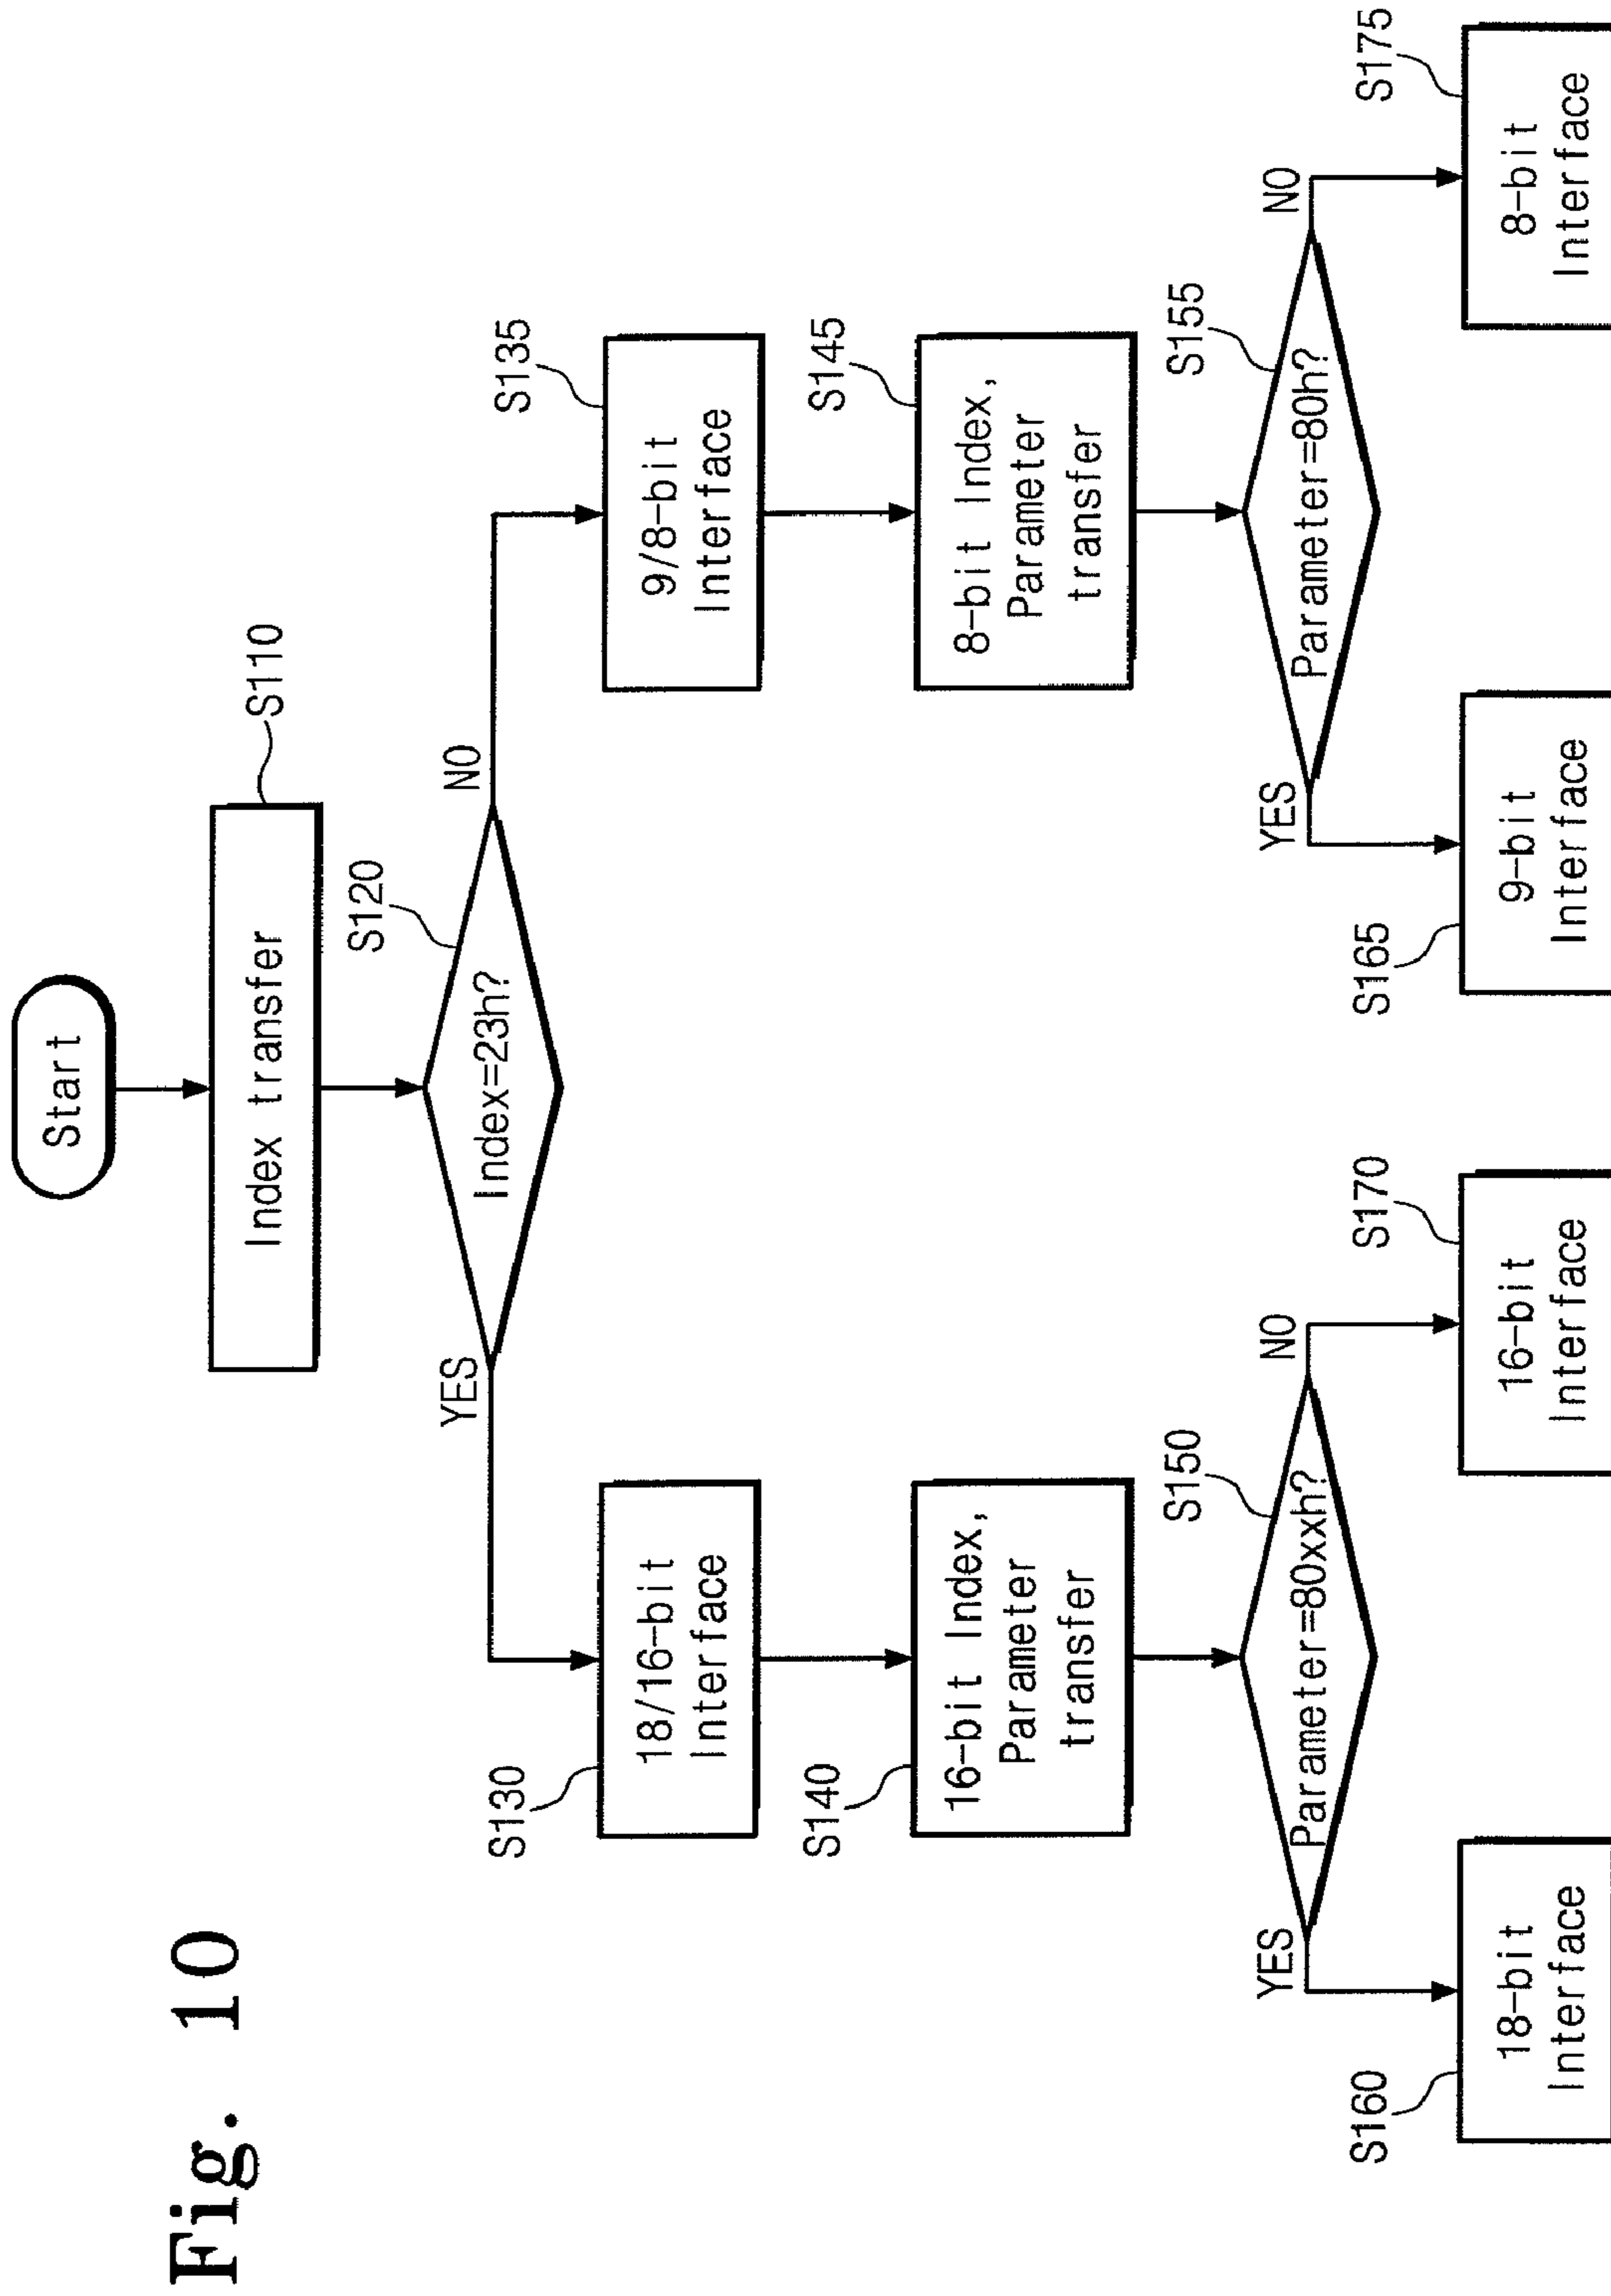 Fig. 10
Start
Index transfer
S110
Index=23h?
S120
YES
NO
18/16-bit
Interface
S130
9/8-bit
Interface
S135
16-bit Index,
Parameter
transfer
S140
8-bit Index,
Parameter
transfer
S145
Parameter=80xxh?
S150
YES
NO
Parameter=80h?
S155
YES
NO
18-bit
Interface
S160
16-bit
Interface
S170
9-bit
Interface
S165
8-bit
Interface
S175